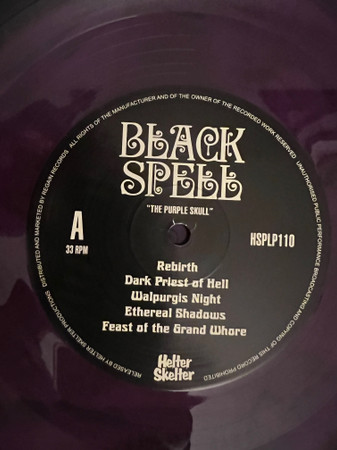 ALL RIGHTS OF THE MANUFACTURER AND OF THE OWNER OF THE RECORDED WORK RESERVED. UNAUTHORISED PUBLIC PERFORMANCE BROADCASTING AND COPYING OF THIS RECORD PROHIBITED
BLACK
SPELL
"THE PURPLE SKULL"
A
33 RPM
HSPLP110
Rebirth
Dark Priest of Hell
Walpurgis Night
Ethereal Shadows
Feast of the Grand Whore
Helter
Skelter
RELEASED BY HELTER SKELTER PRODUCTIONS / DISTRIBUTED AND MARKETED BY REGAIN RECORDS